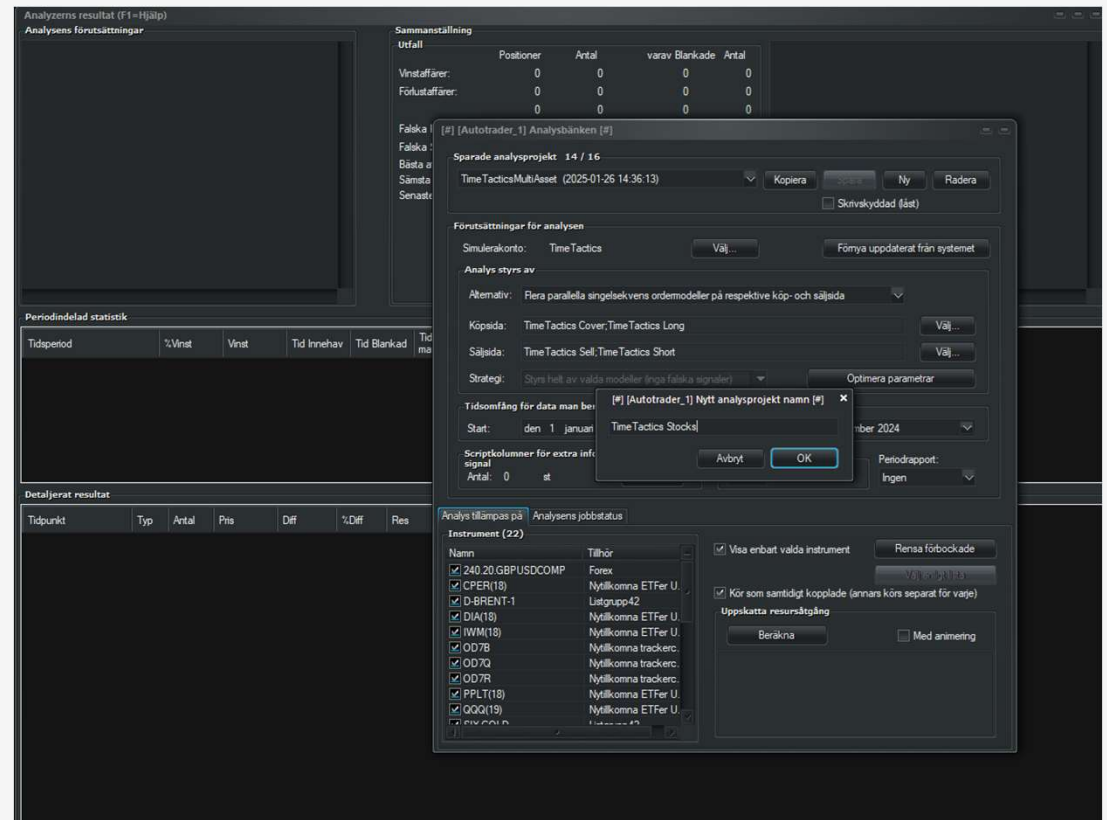 Analyzerns resultat (F1=Hjälp)
Analysens förutsättningar
Sammanställning
Utfall
Positioner Antal varav Blankade Antal
Vinstaffärer: 0 0 0 0
Förlustaffärer: 0 0 0 0
0 0 0 0
Falska
Falska
Bästa
Sämsta
Senaste
Periodindelad statistik
Tidsperiod %Vinst Vinst Tid Innehav Tid Blankad Tid
Detaljerat resultat
Tidpunkt Typ Antal Pris Diff %Diff Res
[#] [Autotrader_1] Analysbänken [#]
Sparade analysprojekt 14 / 16
TimeTacticsMultiAsset (2025-01-26 14:36:13) Kopiera Spara Ny Radera
Skrivskyddad (låst)
Förutsättningar för analysen
Simulerakonto: TimeTactics Välj... Förnya uppdaterat från systemet
Analys styrs av
Alternativ: Flera parallella singelsekvens ordermodeller på respektive köp- och säljsida
Köpsida: TimeTactics Cover;TimeTactics Long Välj...
Säljsida: TimeTactics Sell;TimeTactics Short Välj...
Strategi: Styrs helt av valda modeller (inga falska signaler) Optimera parametrar
Tidsomfång för data man
Start: den 1 januari 2024
[#] [Autotrader_1] Nytt analysprojekt namn [#] ×
TimeTactics Stocks
Avbryt OK
Scriptkolumner för extra
signal
Antal: 0 st
Periodrapport:
Ingen
Analys tillämpas på Analysens jobbstatus
Instrument (22)
Namn Tillhör
240.20.GBPUSDCOMP Forex
CPER(18) Nytillkomna ETFer U.
D-BRENT-1 Listgrupp42
DIA(18) Nytillkomna ETFer U.
IWM(18) Nytillkomna ETFer U.
OD7B Nytillkomna trackerc.
OD7Q Nytillkomna trackerc.
OD7R Nytillkomna trackerc.
PPLT(18) Nytillkomna ETFer U.
QQQ(19) Nytillkomna ETFer U.
Visa enbart valda instrument Rensa förbockade
Kör som samtidigt kopplade (annars körs separat för varje)
Uppskatta resursåtgång
Beräkna Med animering